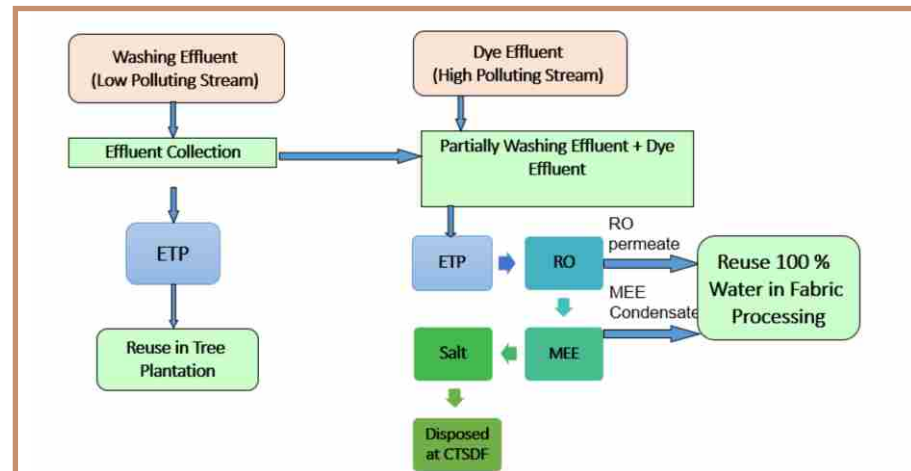 Washing Effluent
(Low Polluting Stream)
Dye Effluent
(High Polluting Stream)
Effluent Collection
Partially Washing Effluent + Dye
Effluent
ETP
Reuse in Tree
Plantation
ETP
RO
RO
permeate
MEE
Condensate
Reuse 100 %
Water in Fabric
Processing
Salt
MEE
Disposed
at CTSDF